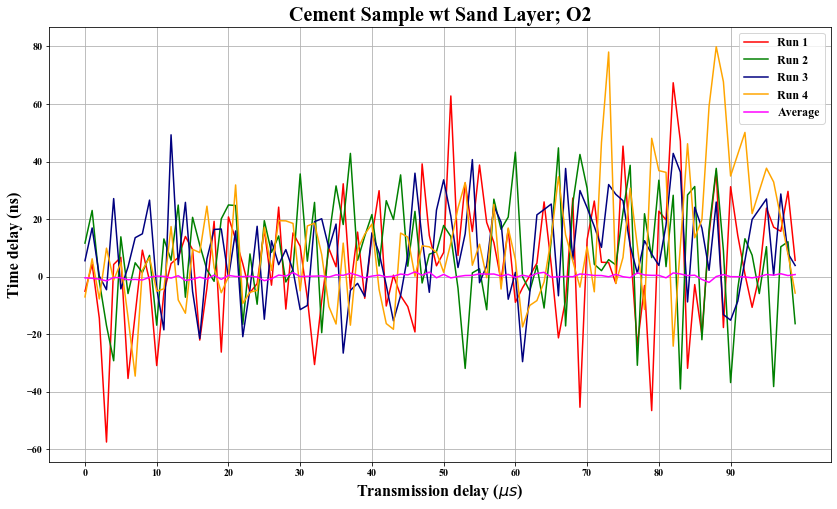 Cement Sample wt Sand Layer; O2
Run 1
Run 2
Run 3
Run 4
Average
Time delay (ns)
80
60
40
20
0
−20
−40
−60
0 10 20 30 40 50 60 70 80 90
Transmission delay (μs)